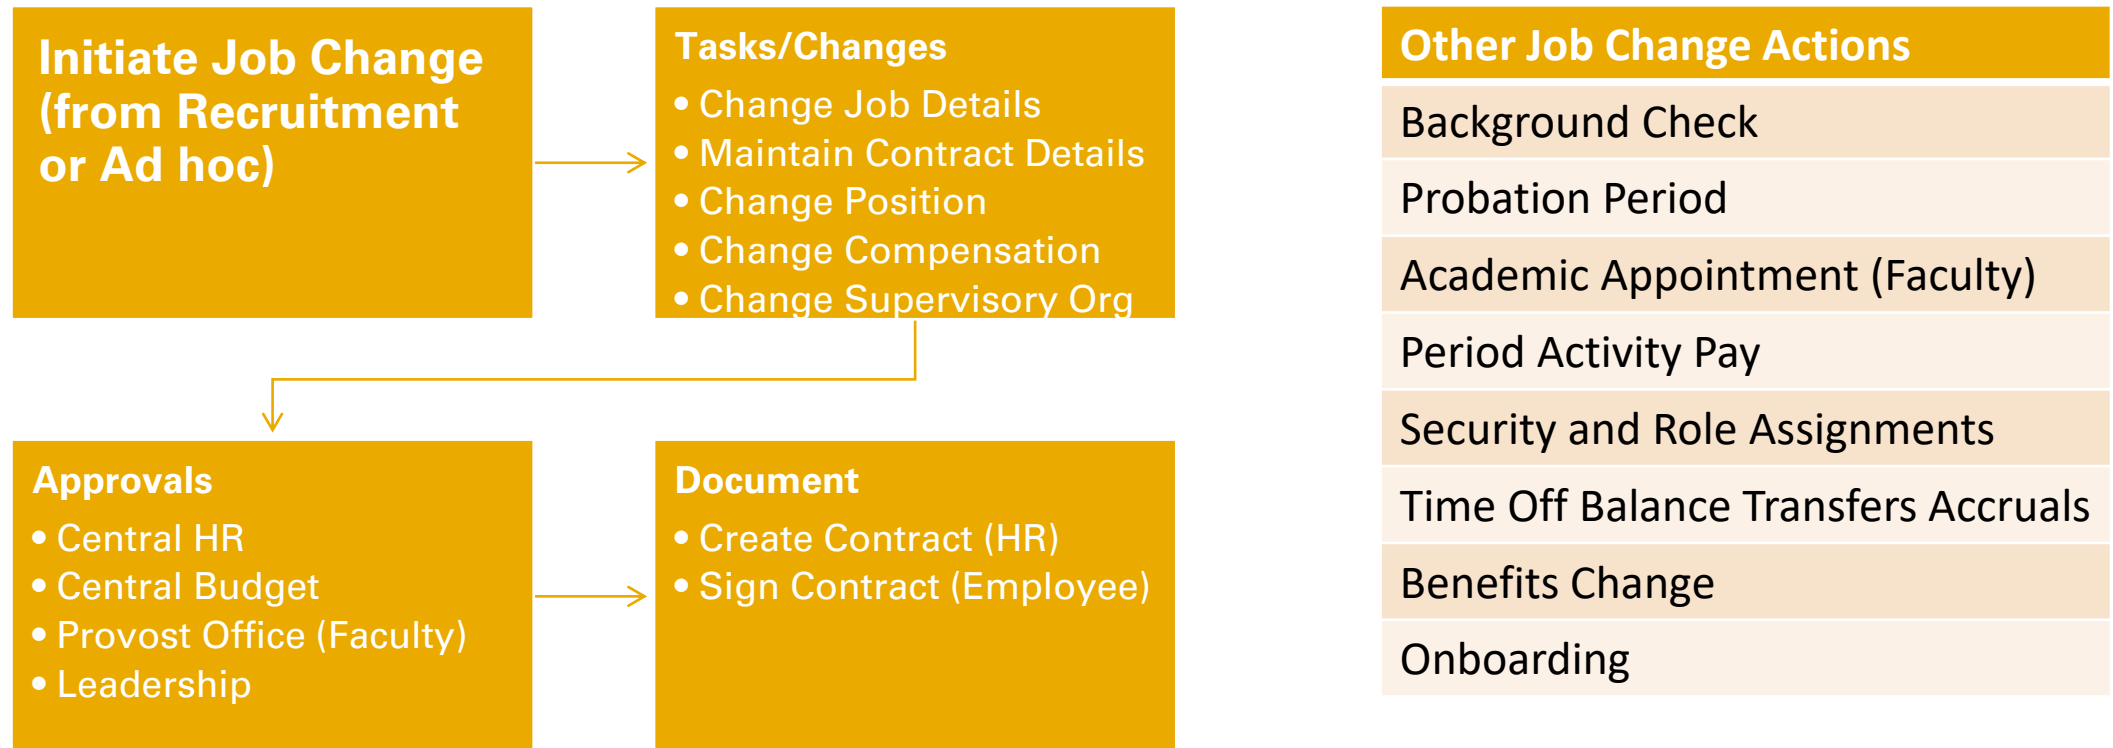 Initiate Job Change
(from Recruitment
or Ad hoc)
Tasks/Changes
• Change Job Details
• Maintain Contract Details
• Change Position
• Change Compensation
• Change Supervisory Org
Approvals
• Central HR
• Central Budget
• Provost Office (Faculty)
• Leadership
Document
• Create Contract (HR)
• Sign Contract (Employee)
Other Job Change Actions
Background Check
Probation Period
Academic Appointment (Faculty)
Period Activity Pay
Security and Role Assignments
Time Off Balance Transfers Accruals
Benefits Change
Onboarding